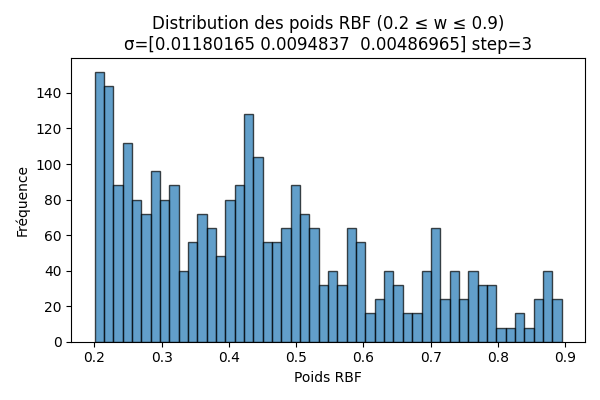 Distribution des poids RBF (0.2 ≤ w ≤ 0.9)
σ=[0.01180165 0.0094837  0.00486965] step=3
Fréquence
140
120
100
80
60
40
20
0
0.2 0.3 0.4 0.5 0.6 0.7 0.8 0.9
Poids RBF